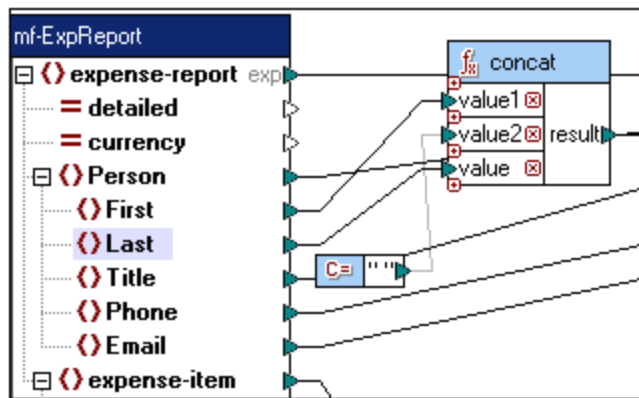 mf-ExpReport
expense-report exp
detailed
currency
Person
First
Last
Title
Phone
Email
expense-item
fx concat
value1
value2 result
value
C= " "